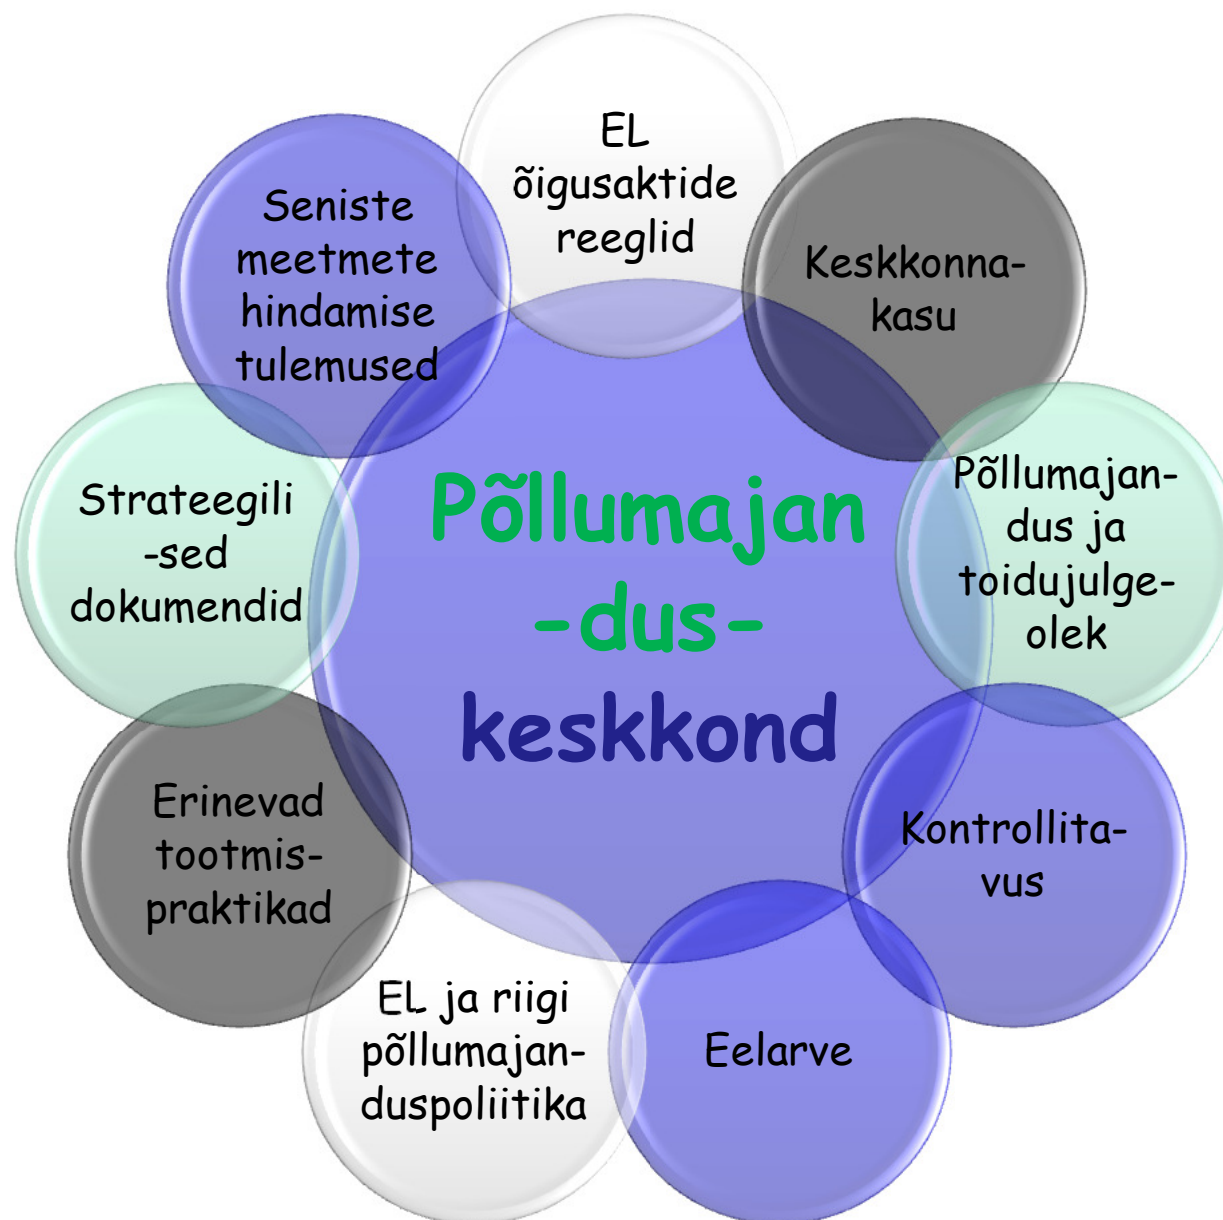 EL
õigusaktide
reeglid
Keskkonna-
kasu
Põllumajan-
dus ja
toidujulge-
olek
Kontrollita-
vus
Eelarve
EL ja riigi
põllumajan-
duspoliitika
Erinevad
tootmis-
praktikad
Strateegili
-sed
dokumendid
Seniste
meetmete
hindamise
tulemused
Põllumajan
-dus-
keskkond